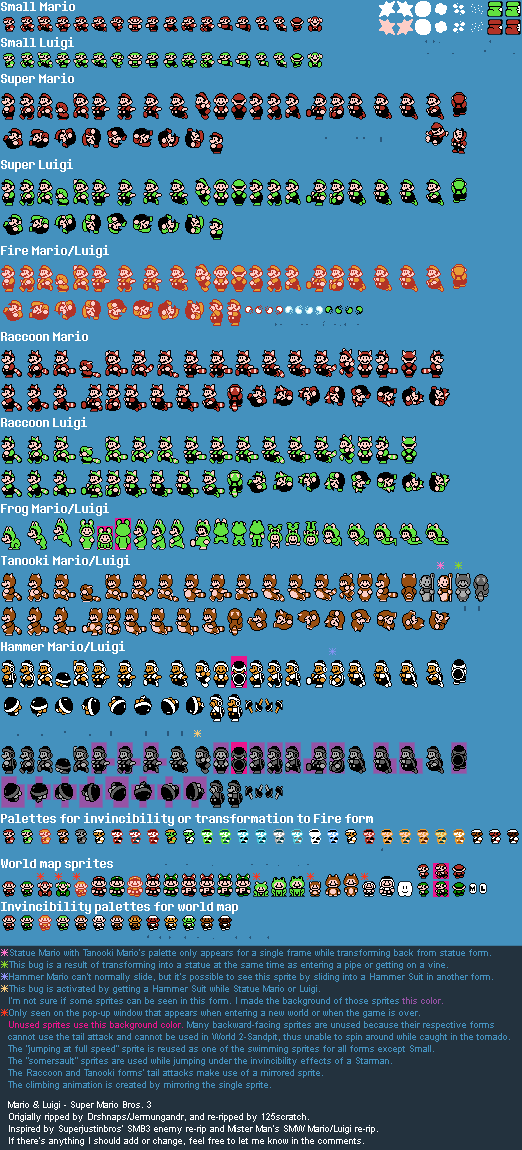 Small Mario
Small Luigi
Super Mario
Super Luigi
Fire Mario/Luigi
Raccoon Mario
Raccoon Luigi
Frog Mario/Luigi
Tanooki Mario/Luigi
Hammer Mario/Luigi
Palettes for invincibility or transformation to Fire form
World map sprites
M L
Invincibility palettes for world map
Statue Mario with Tanooki Mario's palette only appears for a single frame while transforming back from statue form.
This bug is a result of transforming into a statue at the same time as entering a pipe or getting on a vine.
Hammer Mario can't normally slide, but it's possible to see this sprite by sliding into a Hammer Suit in another form.
This bug is activated by getting a Hammer Suit while Statue Mario or Luigi.
I'm not sure if some sprites can be seen in this form. I made the background of those sprites this color.
Only seen on the pop-up window that appears when entering a new world or when the game is over.
Unused sprites use this background color. Many backward-facing sprites are unused because their respective forms
cannot use the tail attack and cannot be used in World 2-Sandpit, thus unable to spin around while caught in the tornado.
The "jumping at full speed" sprite is reused as one of the swimming sprites for all forms except Small.
The "somersault" sprites are used while jumping under the invincibility effects of a Starman.
The Raccoon and Tanooki forms' tail attacks make use of a mirrored sprite.
The climbing animation is created by mirroring the single sprite.
Mario & Luigi - Super Mario Bros. 3
Origially ripped by Drshnaps/Jermungandr, and re-ripped by 125scratch.
Inspired by Superjustinbros' SMB3 enemy re-rip and Mister Man's SMW Mario/Luigi re-rip.
If there's anything I should add or change, feel free to let me know in the comments.